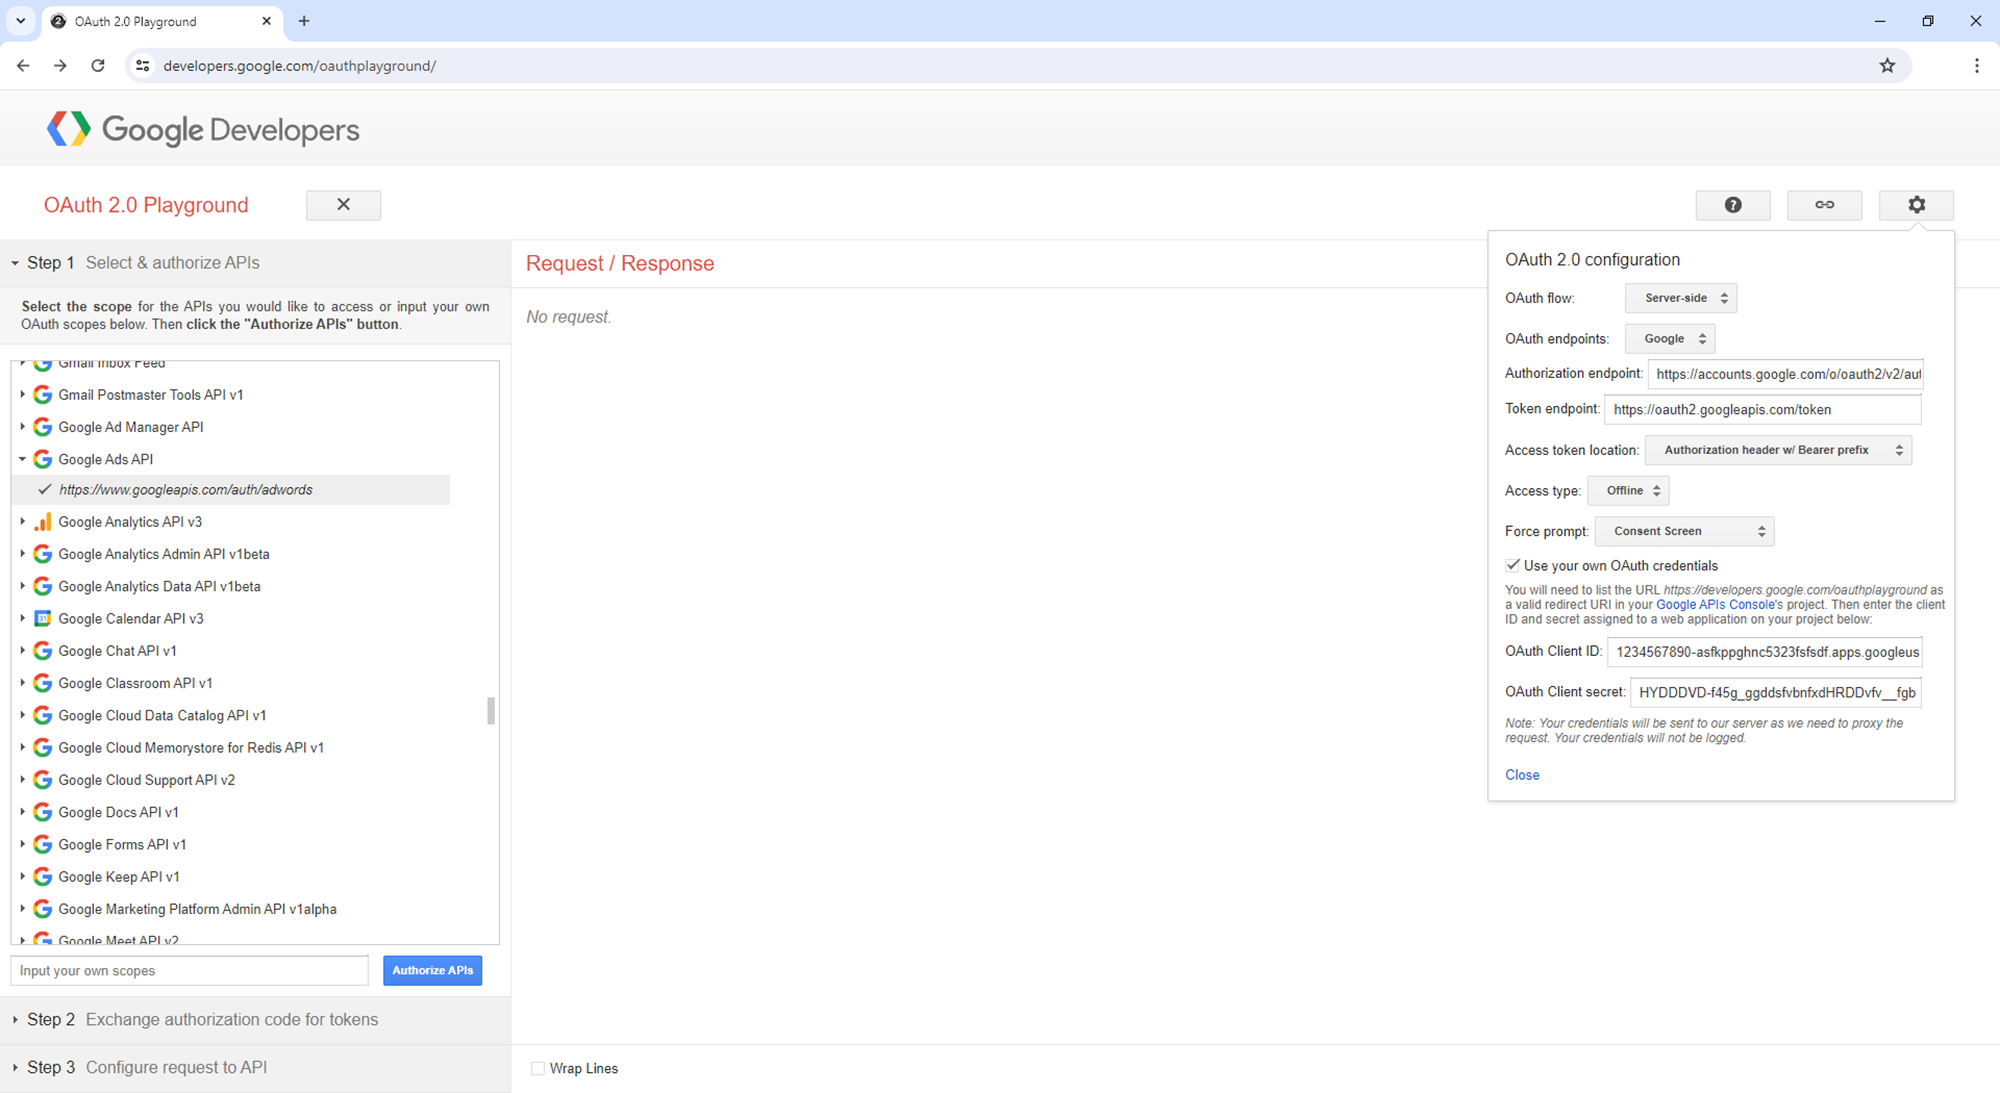 OAuth 2.0 Playground
developers.google.com/oauthplayground/
Google Developers
OAuth 2.0 Playground
Step 1 Select & authorize APIs
Select the scope for the APIs you would like to access or input your own
OAuth scopes below. Then click the "Authorize APIs" button.
Gmail Inbox Feed
Gmail Postmaster Tools API v1
Google Ad Manager API
Google Ads API
https://www.googleapis.com/auth/adwords
Google Analytics API v3
Google Analytics Admin API v1beta
Google Analytics Data API v1beta
Google Calendar API v3
Google Chat API v1
Google Classroom API v1
Google Cloud Data Catalog API v1
Google Cloud Memorystore for Redis API v1
Google Cloud Support API v2
Google Docs API v1
Google Forms API v1
Google Keep API v1
Google Marketing Platform Admin API v1alpha
Google Meet API v2
Input your own scopes
Authorize APIs
Step 2 Exchange authorization code for tokens
Step 3 Configure request to API
Request / Response
No request.
Wrap Lines
OAuth 2.0 configuration
OAuth flow: Server-side
OAuth endpoints: Google
Authorization endpoint: https://accounts.google.com/o/oauth2/v2/aut
Token endpoint: https://oauth2.googleapis.com/token
Access token location: Authorization header w/ Bearer prefix
Access type: Offline
Force prompt: Consent Screen
Use your own OAuth credentials
You will need to list the URL https://developers.google.com/oauthplayground as
a valid redirect URI in your Google APIs Console's project. Then enter the client
ID and secret assigned to a web application on your project below:
OAuth Client ID: 1234567890-asfkppghnc5323fsfsdf.apps.googleus
OAuth Client secret: HYDDDVD-f45g_ggddsfvbnfxdHRDDvfv__fgb
Note: Your credentials will be sent to our server as we need to proxy the
request. Your credentials will not be logged.
Close